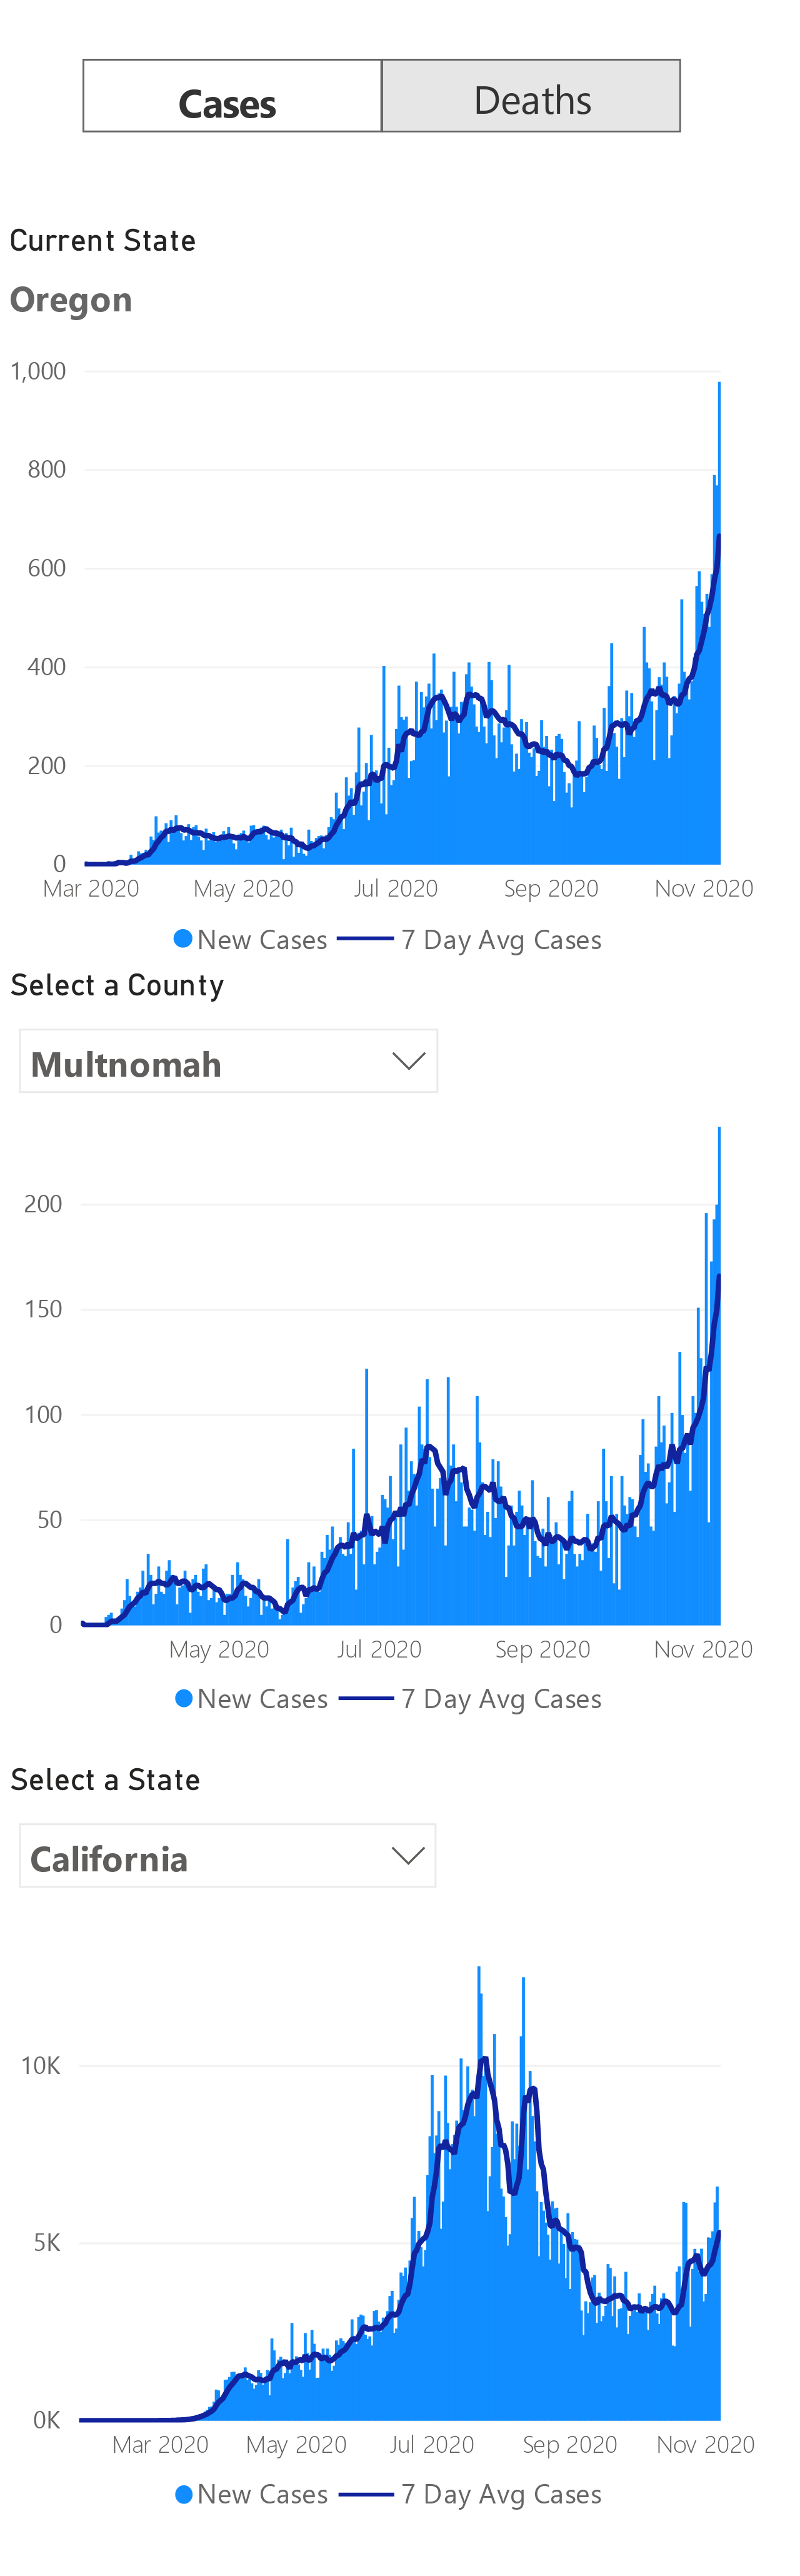 Cases Deaths
Current State
Oregon
1,000
800
600
400
200
0
Mar 2020 May 2020 Jul 2020 Sep 2020 Nov 2020
New Cases 7 Day Avg Cases
Select a County
Multnomah
200
150
100
50
0
May 2020 Jul 2020 Sep 2020 Nov 2020
New Cases 7 Day Avg Cases
Select a State
California
10K
5K
0K
Mar 2020 May 2020 Jul 2020 Sep 2020 Nov 2020
New Cases 7 Day Avg Cases